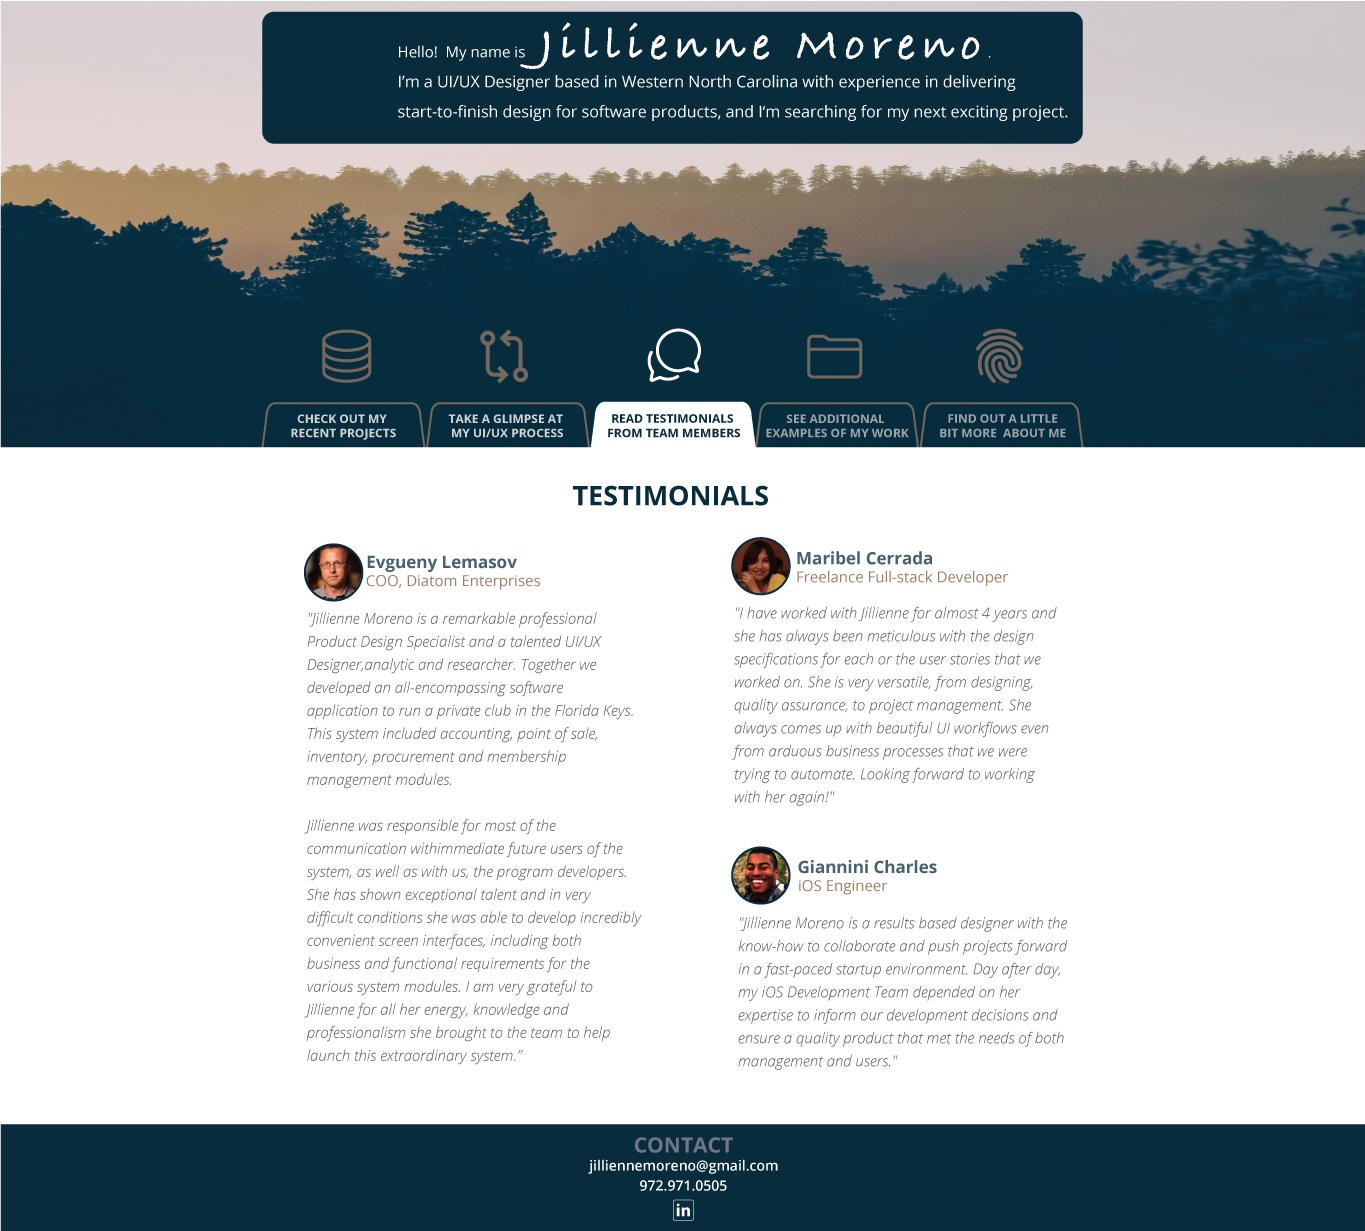 Hello!  My name is Jillienne Moreno .
I'm a UI/UX Designer based in Western North Carolina with experience in delivering
start-to-finish design for software products, and I'm searching for my next exciting project.
CHECK OUT MY
RECENT PROJECTS
TAKE A GLIMPSE AT
MY UI/UX PROCESS
READ TESTIMONIALS
FROM TEAM MEMBERS
SEE ADDITIONAL
EXAMPLES OF MY WORK
FIND OUT A LITTLE
BIT MORE  ABOUT ME
TESTIMONIALS
Evgueny Lemasov
COO, Diatom Enterprises
"Jillienne Moreno is a remarkable professional
Product Design Specialist and a talented UI/UX
Designer,analytic and researcher. Together we
developed an all-encompassing software
application to run a private club in the Florida Keys.
This system included accounting, point of sale,
inventory, procurement and membership
management modules.
Jillienne was responsible for most of the
communication withimmediate future users of the
system, as well as with us, the program developers.
She has shown exceptional talent and in very
difficult conditions she was able to develop incredibly
convenient screen interfaces, including both
business and functional requirements for the
various system modules. I am very grateful to
Jillienne for all her energy, knowledge and
professionalism she brought to the team to help
launch this extraordinary system."
Maribel Cerrada
Freelance Full-stack Developer
"I have worked with Jillienne for almost 4 years and
she has always been meticulous with the design
specifications for each or the user stories that we
worked on. She is very versatile, from designing,
quality assurance, to project management. She
always comes up with beautiful UI workflows even
from arduous business processes that we were
trying to automate. Looking forward to working
with her again!"
Giannini Charles
iOS Engineer
"Jillienne Moreno is a results based designer with the
know-how to collaborate and push projects forward
in a fast-paced startup environment. Day after day,
my iOS Development Team depended on her
expertise to inform our development decisions and
ensure a quality product that met the needs of both
management and users."
CONTACT
jilliennemoreno@gmail.com
972.971.0505
in